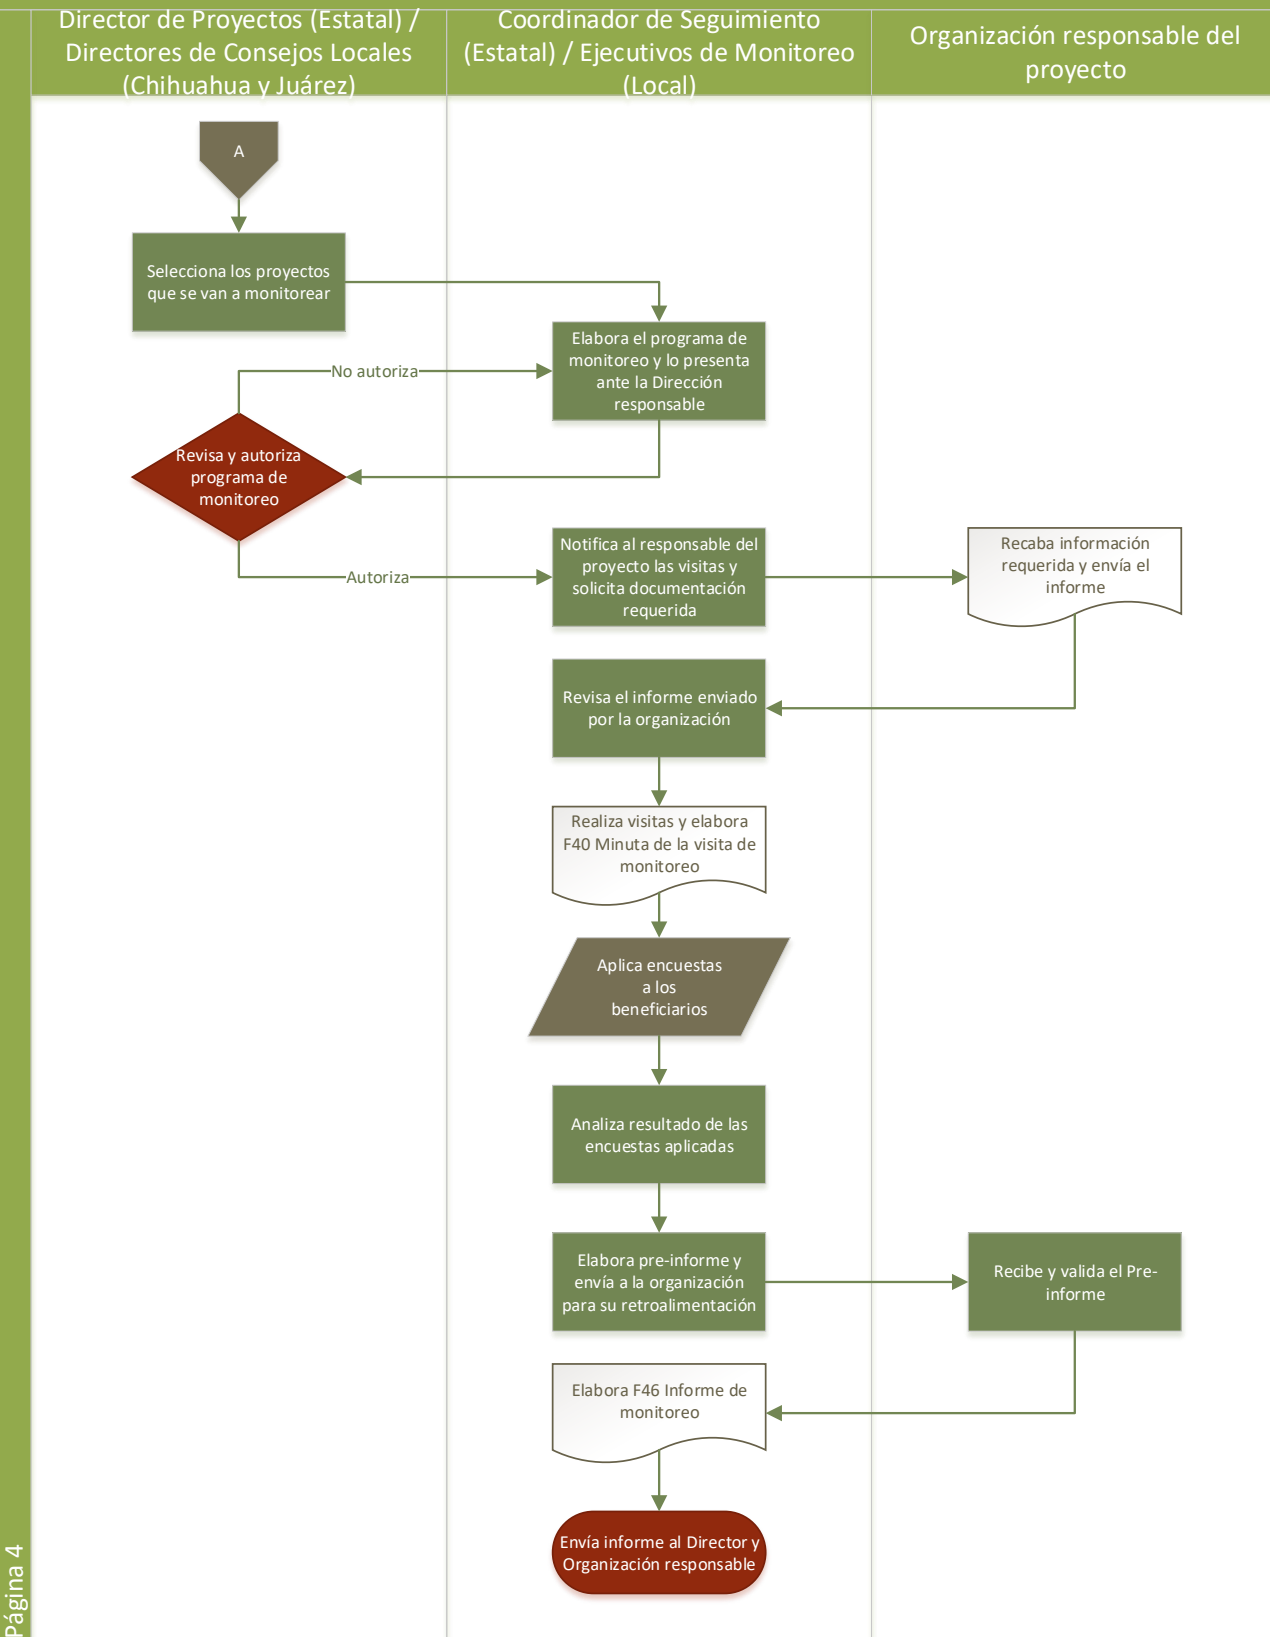 Director de Proyectos (Estatal) /
Directores de Consejos Locales
(Chihuahua y Juárez)
Coordinador de Seguimiento
(Estatal) / Ejecutivos de Monitoreo
(Local)
Organización responsable del
proyecto
A
Selecciona los proyectos
que se van a monitorear
Elabora el programa de
monitoreo y lo presenta
ante la Dirección
responsable
No autoriza
Revisa y autoriza
programa de
monitoreo
Autoriza
Notifica al responsable del
proyecto las visitas y
solicita documentación
requerida
Recaba información
requerida y envía el
informe
Revisa el informe enviado
por la organización
Realiza visitas y elabora
F40 Minuta de la visita de
monitoreo
Aplica encuestas
a los
beneficiarios
Analiza resultado de las
encuestas aplicadas
Elabora pre-informe y
envía a la organización
para su retroalimentación
Recibe y valida el Pre-
informe
Elabora F46 Informe de
monitoreo
Envía informe al Director y
Organización responsable
Página 4